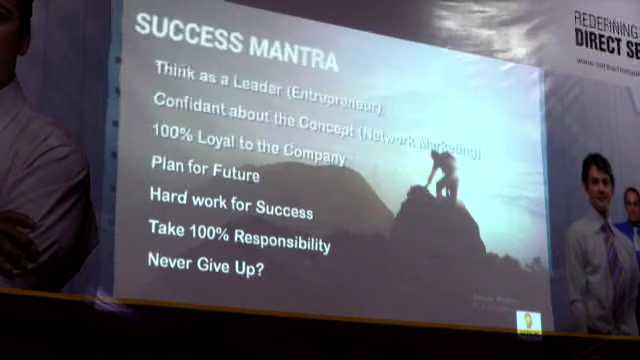 SUCCESS MANTRA
Think as a Leader (Entrupreneur)
Confidant about the Concept (Network Marketing)
100% Loyal to the Company
Plan for Future
Hard work for Success
Take 100% Responsibility
Never Give Up?
REDEFINING
DIRECT SE